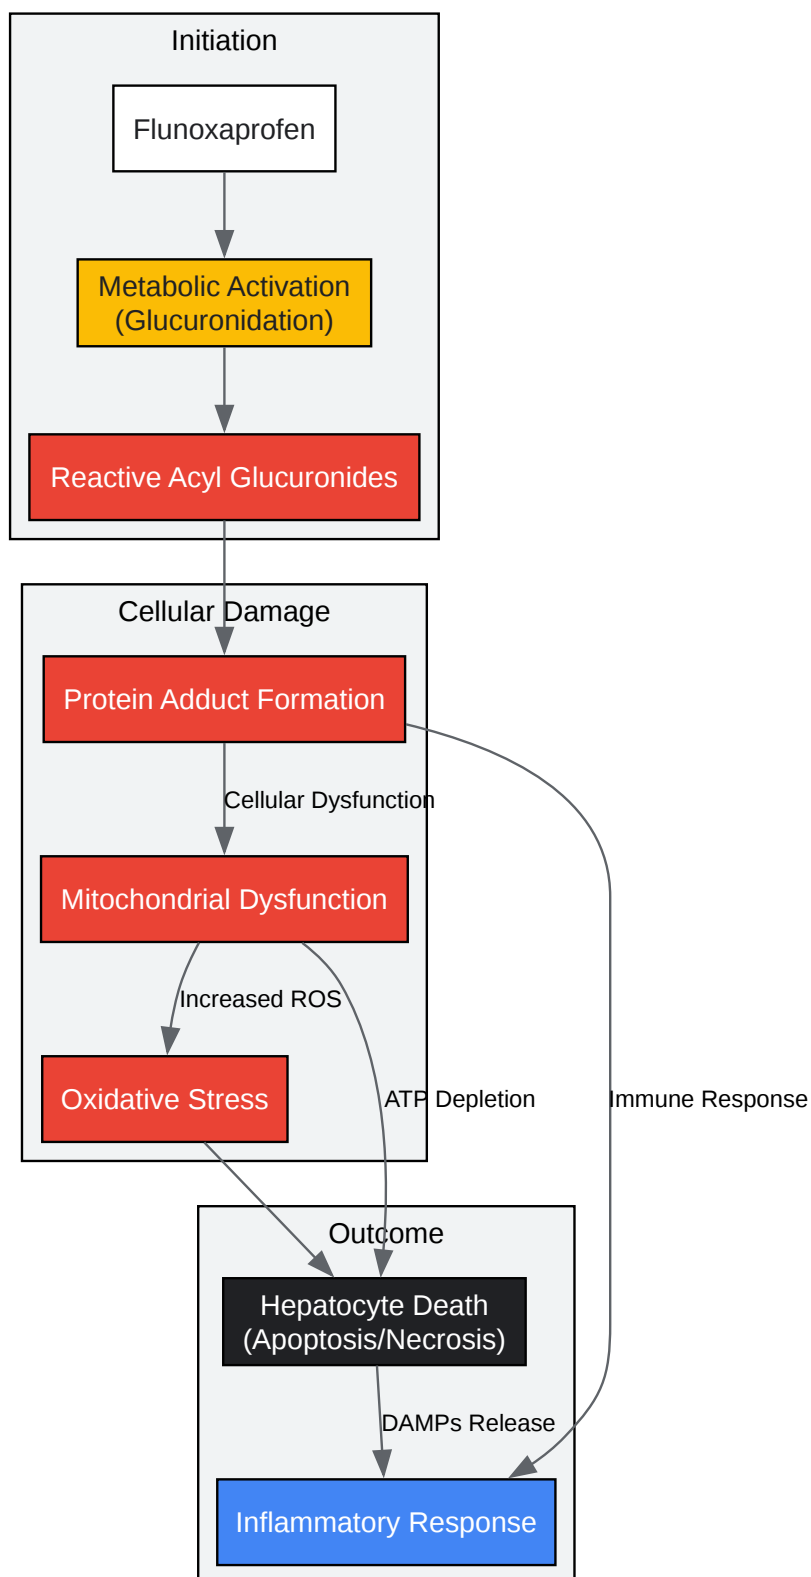 Initiation
Flunoxaprofen
Metabolic Activation
(Glucuronidation)
Reactive Acyl Glucuronides
Cellular Damage
Protein Adduct Formation
Cellular Dysfunction
Mitochondrial Dysfunction
Increased ROS
Oxidative Stress
ATP Depletion
Immune Response
Outcome
Hepatocyte Death
(Apoptosis/Necrosis)
DAMPs Release
Inflammatory Response